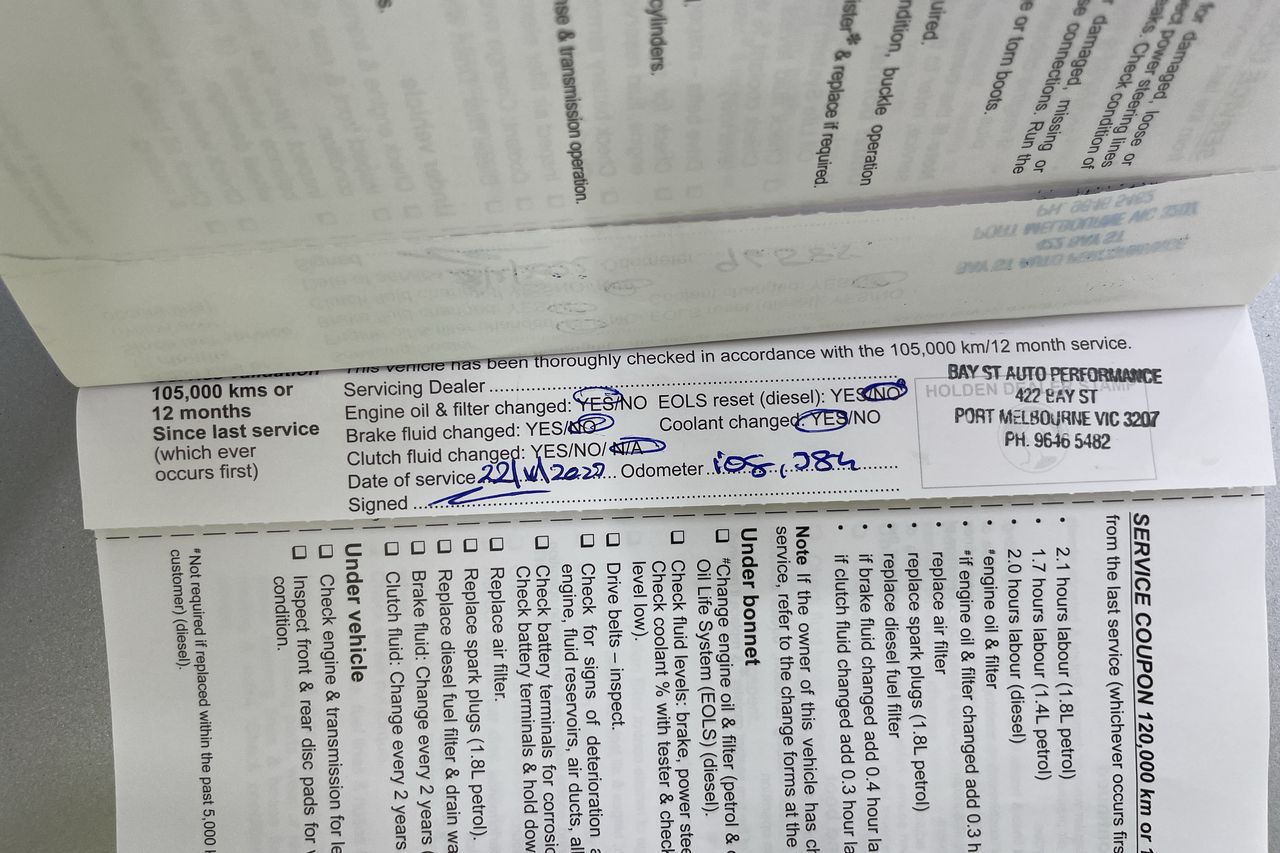 s.
nse & transmission operation.
cylinders.
ister* & replace if required.
ndition, buckle operation
uired.
e or torn boots.
se damaged, missing or
connections. Run the
r damaged, loose or
ect power steering lines
eaks. Check condition of
for
This vehicle has been thoroughly checked in accordance with the 105,000 km/12 month service.
105,000 kms or
12 months
Since last service
(which ever
occurs first)
Servicing Dealer
Engine oil & filter changed: YES/NO EOLS reset (diesel): YES/NO
Brake fluid changed: YES/NO Coolant changed: YES/NO
Clutch fluid changed: YES/NO/ N/A
Date of service 22/ Odometer
Signed
HOLDEN DEALER STAMP
BAY ST AUTO PERFORMANCE
422 BAY ST
PORT MELBOURNE VIC 3207
PH. 9646 5482
SERVICE COUPON 120,000 km or 1
from the last service (whichever occurs firs
• 2.1 hours labour (1.8L petrol)
• 1.7 hours labour (1.4L petrol)
• 2.0 hours labour (diesel)
• #engine oil & filter
• #if engine oil & filter changed add 0.3 h
• replace air filter
• replace spark plugs (1.8L petrol)
• replace diesel fuel filter
• if brake fluid changed add 0.4 hour la
• if clutch fluid changed add 0.3 hour la
Note If the owner of this vehicle has ch
service, refer to the change forms at the
Under bonnet
❑ #Change engine oil & filter (petrol &
Oil Life System (EOLS) (diesel).
❑ Check fluid levels: brake, power stee
Check coolant % with tester & check
level low).
❑ Drive belts – inspect.
❑ Check for signs of deterioration a
engine, fluid reservoirs, air ducts, all
❑ Check battery terminals for corrosio
Check battery terminals & hold dow
❑ Replace air filter.
❑ Replace spark plugs (1.8L petrol).
❑ Replace diesel fuel filter & drain wa
❑ Brake fluid: Change every 2 years (
❑ Clutch fluid: Change every 2 years
Under vehicle
❑ Check engine & transmission for le
❑ Inspect front & rear disc pads for
condition.
#Not required if replaced within the past 5,000
customer) (diesel).